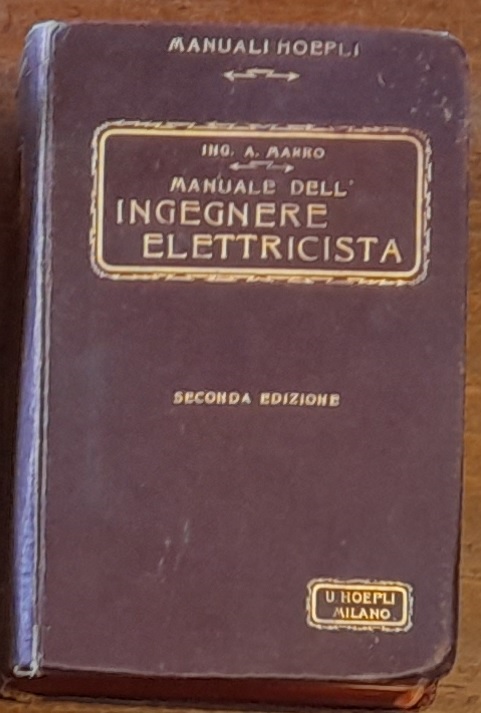 MANUALI HOEPLI
ING. A. MARRO
MANUALE DELL'
INGEGNERE
ELETTRICISTA
SECONDA EDIZIONE
U. HOEPLI
MILANO.